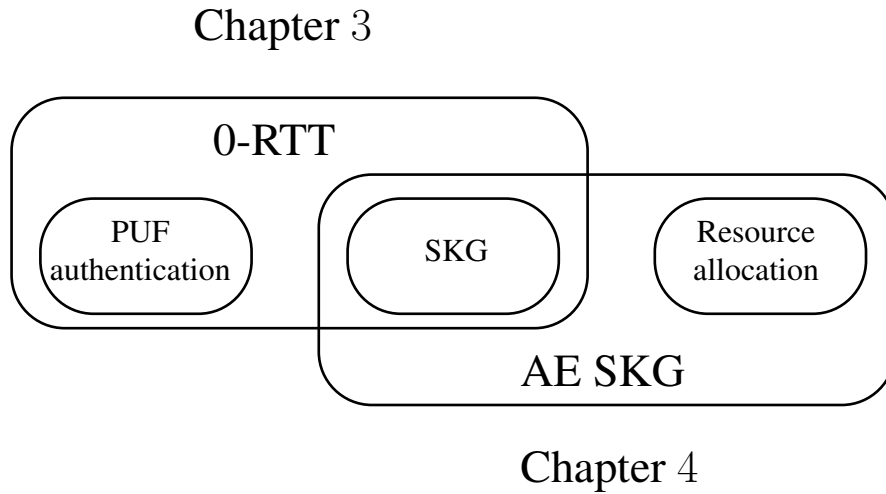 Chapter 3
0-RTT
PUF
authentication
SKG
Resource
allocation
AE SKG
Chapter 4